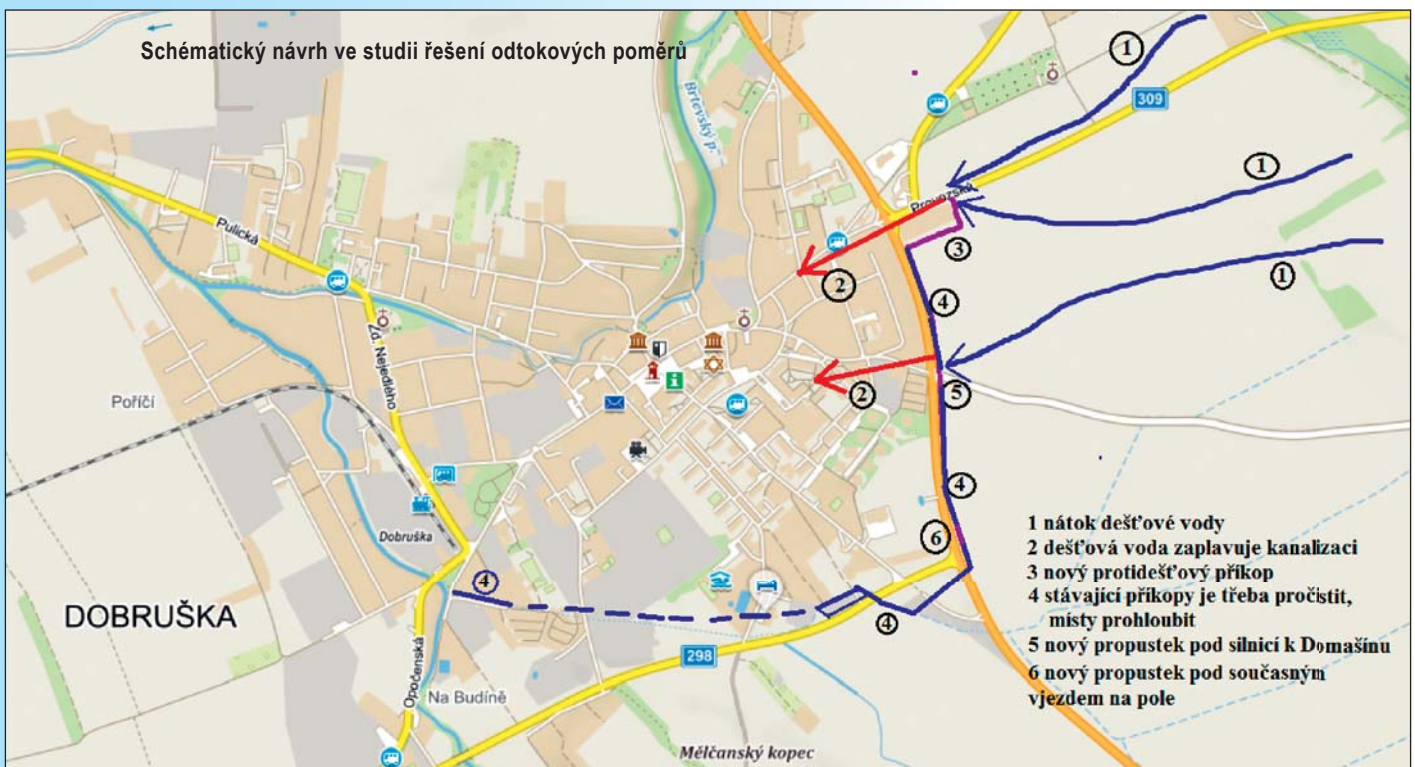 Schématický návrh ve studii řešení odtokových poměrů
1
Brtevský p.
309
1
Provozská
3
2
1
Pulická
4
Zd. Nejedlého
Poříčí
2
5
4
1 nátok dešťové vody
2 dešťová voda zaplavuje kanalizaci
3 nový protidešťový příkop
4 stávající příkopy je třeba pročistit,
místy prohloubit
5 nový propustek pod silnicí k Domašínu
6 nový propustek pod současným
vjezdem na pole
6
Dobruška
4
DOBRUŠKA
4
298
Opočenská
Na Budíně
Mělčanský kopec